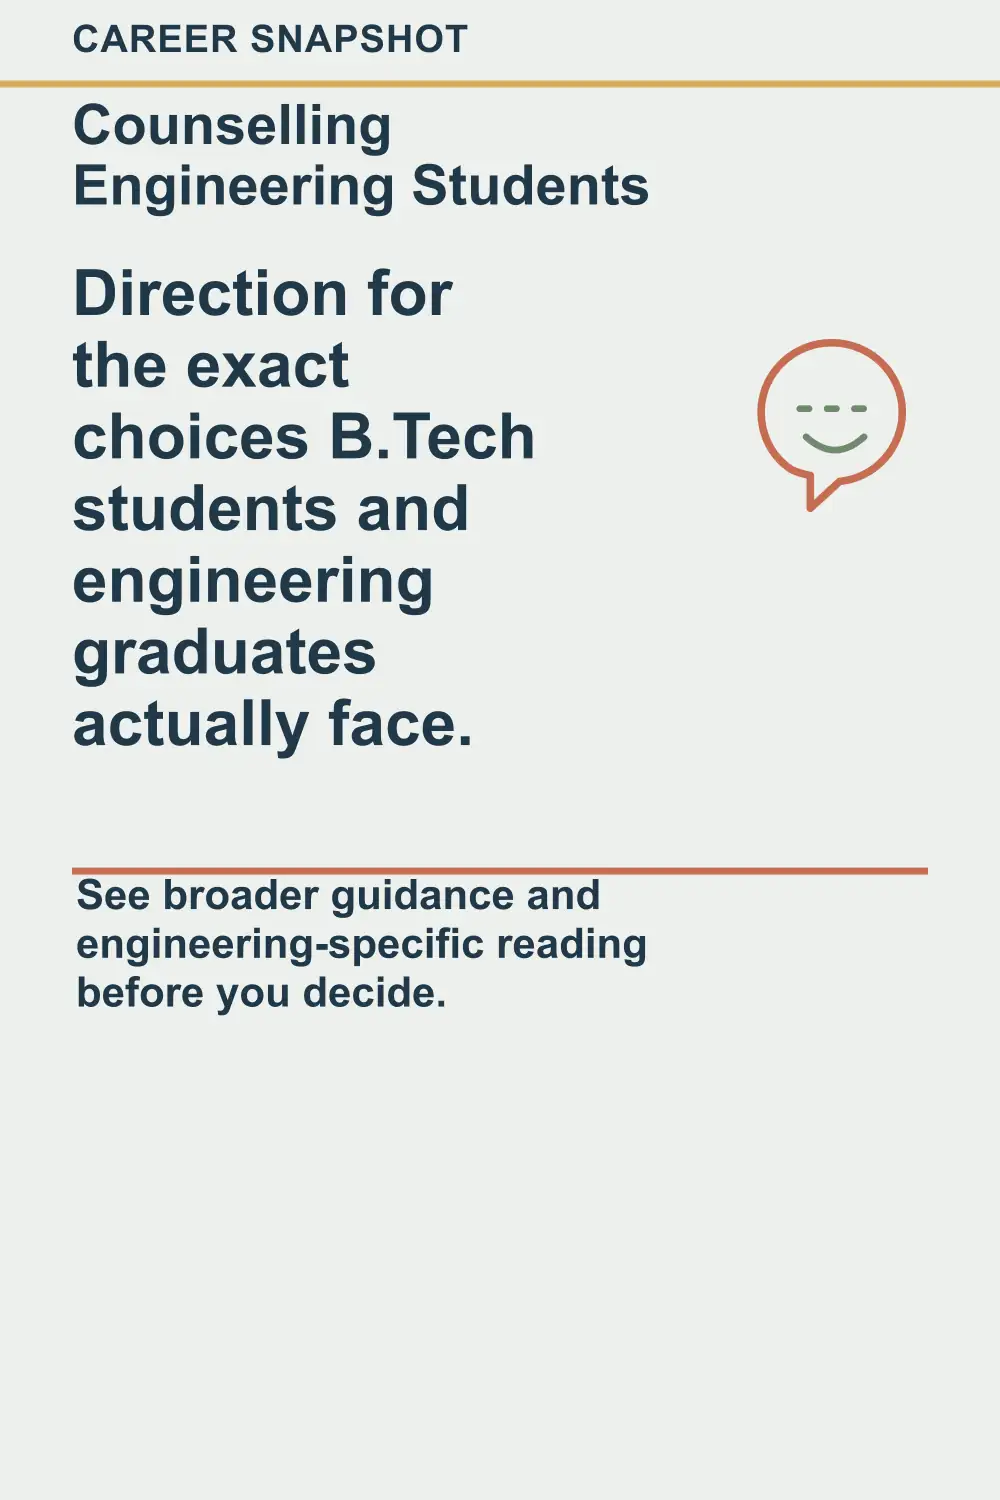 CAREER SNAPSHOT
Counselling
Engineering Students
Direction for
the exact
choices B.Tech
students and
engineering
graduates
actually face.
See broader guidance and
engineering-specific reading
before you decide.